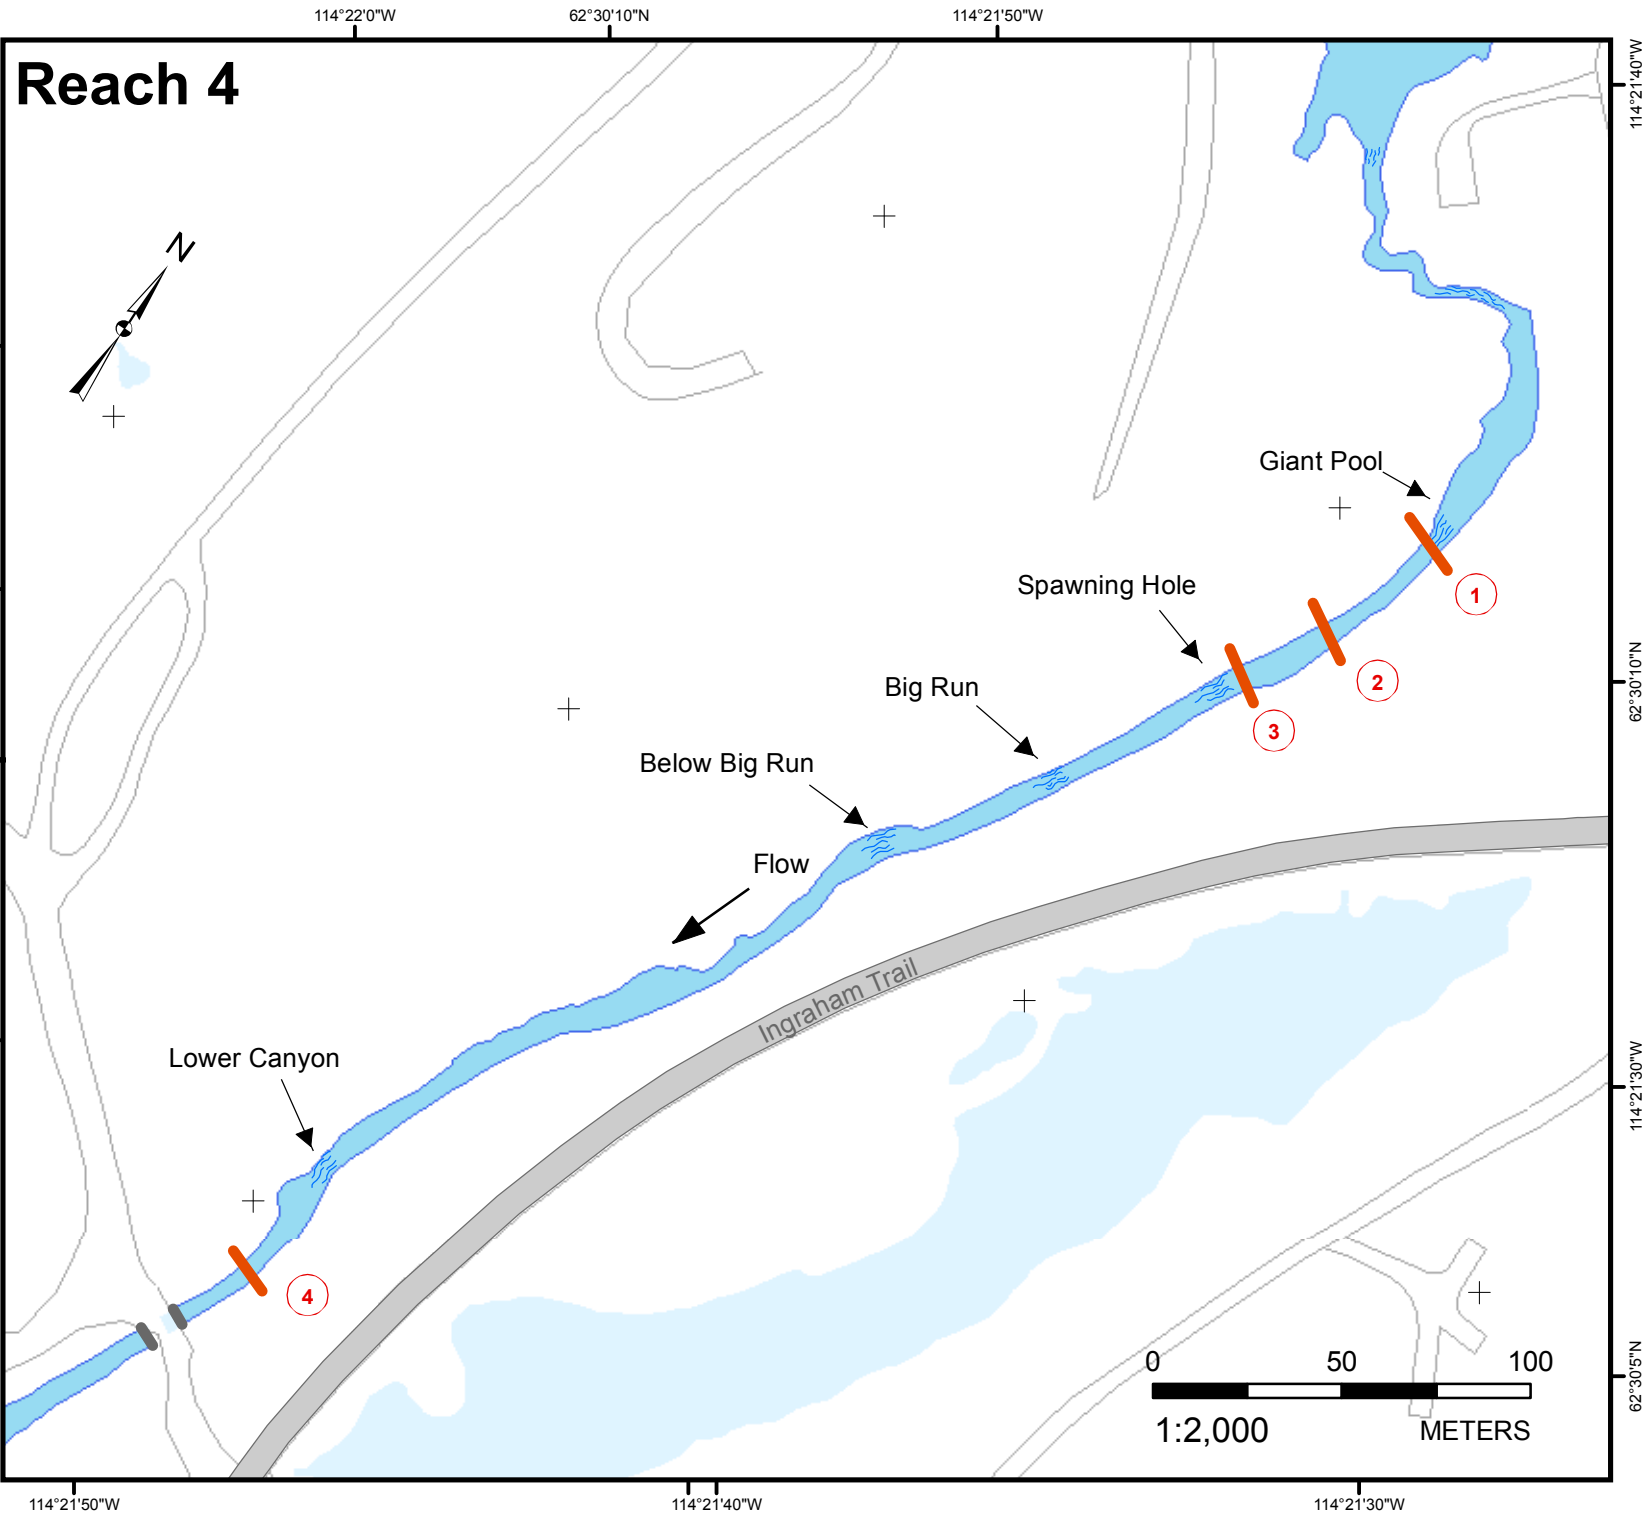 114°22'0"W
62°30'10"N
114°21'50"W
Reach 4
114°21'40"W
N
Giant Pool
1
Spawning Hole
2
62°30'10"N
Big Run
3
Below Big Run
Flow
Ingraham Trail
Lower Canyon
114°21'30"W
4
0 50 100
1:2,000 METERS
62°30'5"N
114°21'50"W
114°21'40"W
114°21'30"W